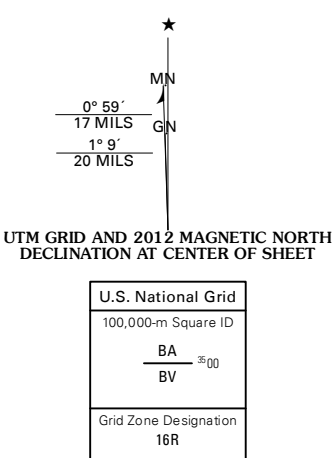 MN
0° 59´
17 MILS
GN
1° 9´
20 MILS
UTM GRID AND 2012 MAGNETIC NORTH
DECLINATION AT CENTER OF SHEET
U.S. National Grid
100,000-m Square ID
BA
3500
BV
Grid Zone Designation
16R